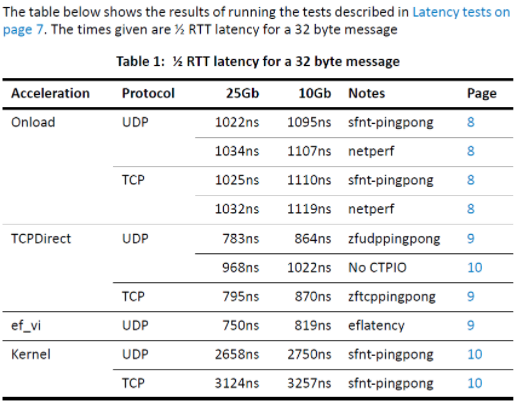 The table below shows the results of running the tests described in Latency tests on
page 7. The times given are ½ RTT latency for a 32 byte message
Table 1: ½ RTT latency for a 32 byte message
Acceleration Protocol 25Gb 10Gb Notes Page
Onload UDP 1022ns 1095ns sfnt-pingpong 8
1034ns 1107ns netperf 8
TCP 1025ns 1110ns sfnt-pingpong 8
1032ns 1119ns netperf 8
TCPDirect UDP 783ns 864ns zfudppingpong 9
968ns 1022ns No CTPIO 10
TCP 795ns 870ns zftcppingpong 9
ef_vi UDP 750ns 819ns eflatency 9
Kernel UDP 2658ns 2750ns sfnt-pingpong 10
TCP 3124ns 3257ns sfnt-pingpong 10